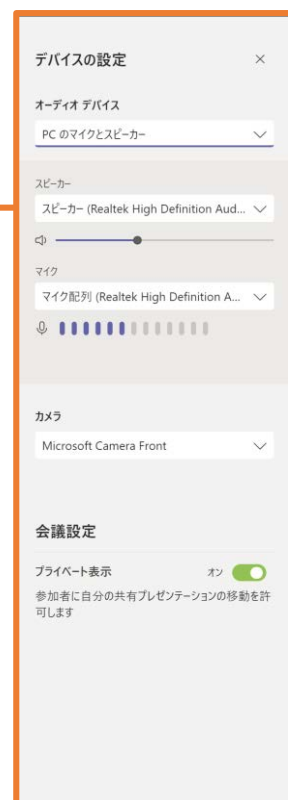 デバイスの設定
オーディオ デバイス
PC のマイクとスピーカー
スピーカー
スピーカー (Realtek High Definition Aud...
マイク
マイク配列 (Realtek High Definition A...
カメラ
Microsoft Camera Front
会議設定
プライベート表示 オン
参加者に自分の共有プレゼンテーションの移動を許
可します